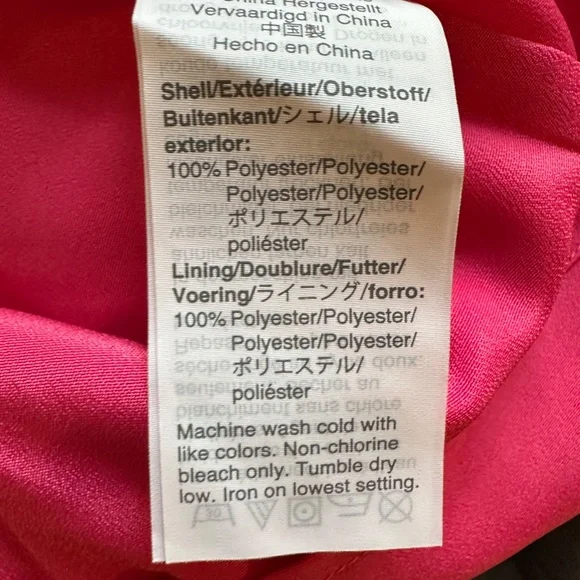 China Hergestellt
Vervaardigd in China
中国製
Hecho en China
Shell/Extérieur/Oberstoff/
Buitenkant/シェル/tela
exterior:
100% Polyester/Polyester/
Polyester/Polyester/
ポリエステル/
poliéster
Lining/Doublure/Futter/
Voering/ライニング/forro:
100% Polyester/Polyester/
Polyester/Polyester/
ポリエステル/
poliéster
Machine wash cold with
like colors. Non-chlorine
bleach only. Tumble dry
low. Iron on lowest setting.